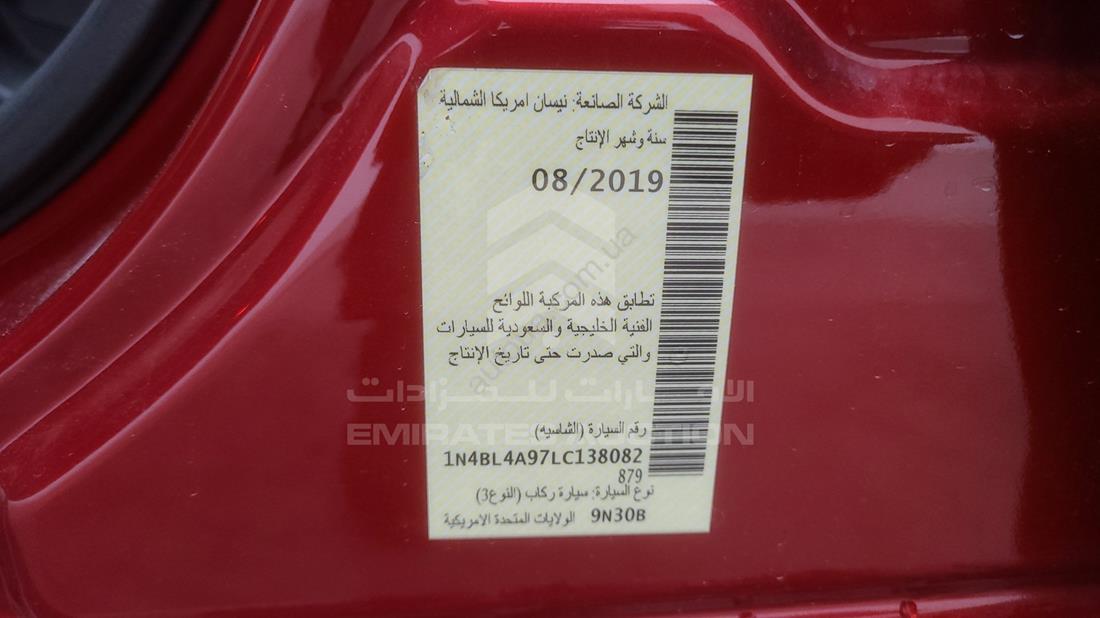 الشركة الصانعة: نيسان امريكا الشمالية
سنة وشهر الإنتاج
08/2019
تطابق هذه المركبة اللوائح
الفنية الخليجية والسعودية للسيارات
والتي صدرت حتى تاريخ الإنتاج
الامارات للمزادات
EMIRATES AUCTION
رقم السيارة (الشاسيه)
1N4BL4A97LC138082
879
نوع السيارة: سيارة ركاب (النوع3)
9N30B الولايات المتحدة الامريكية